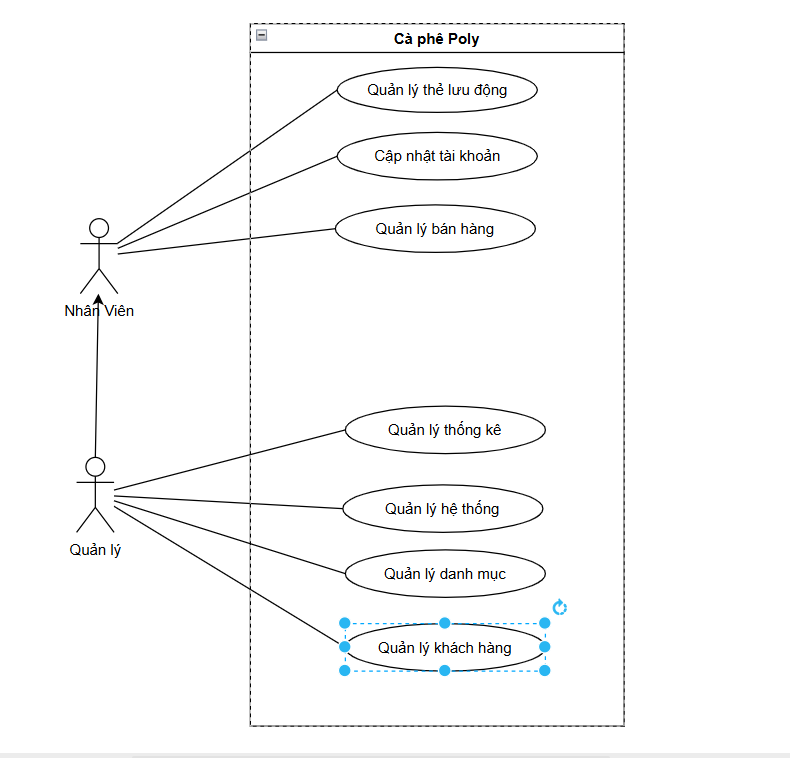 Cà phê Poly
Quản lý thẻ lưu động
Cập nhật tài khoản
Quản lý bán hàng
Nhân Viên
Quản lý thống kê
Quản lý hệ thống
Quản lý
Quản lý danh mục
Quản lý khách hàng